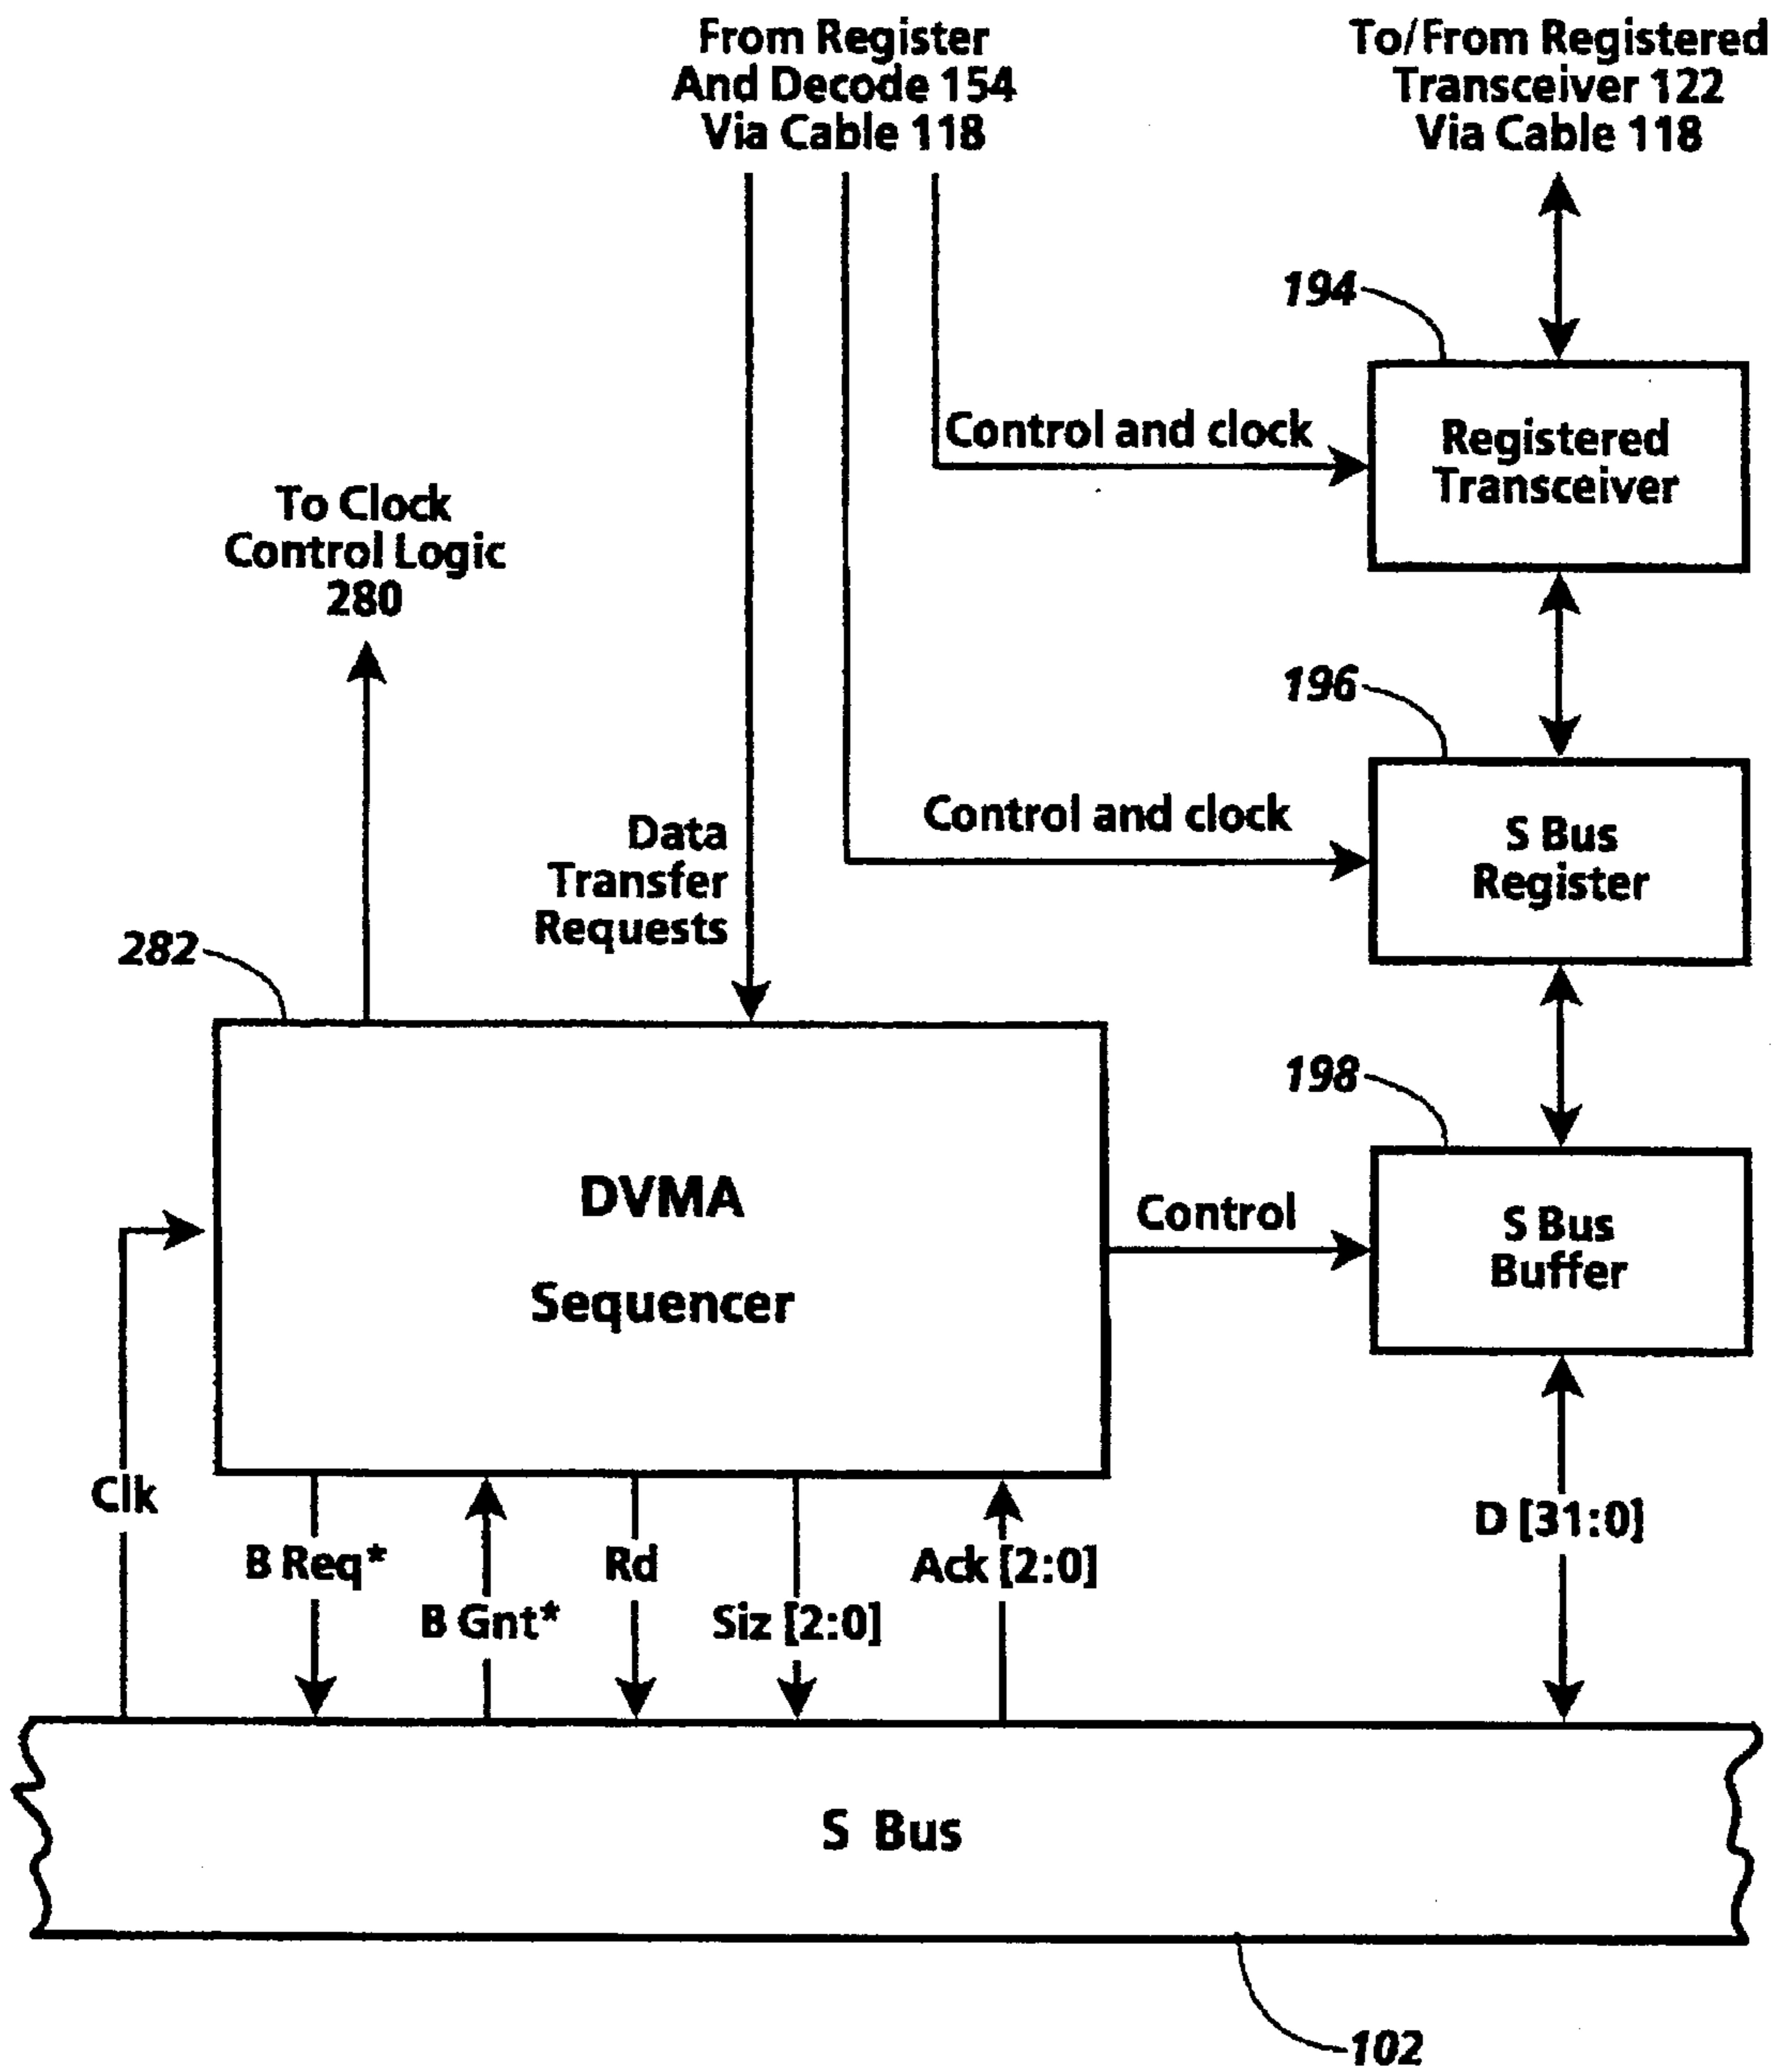 From Register
And Decode 154
Via Cable 118
To/From Registered
Transceiver 122
Via Cable 118
194
Control and clock
Registered
Transceiver
To Clock
Control Logic
280
196
Control and clock
S Bus
Register
Data
Transfer
Requests
282
198
DVMA
Sequencer
Control
S Bus
Buffer
Clk
B Req*
B Gnt*
Rd
Siz [2:0]
Ack [2:0]
D [31:0]
S Bus
102